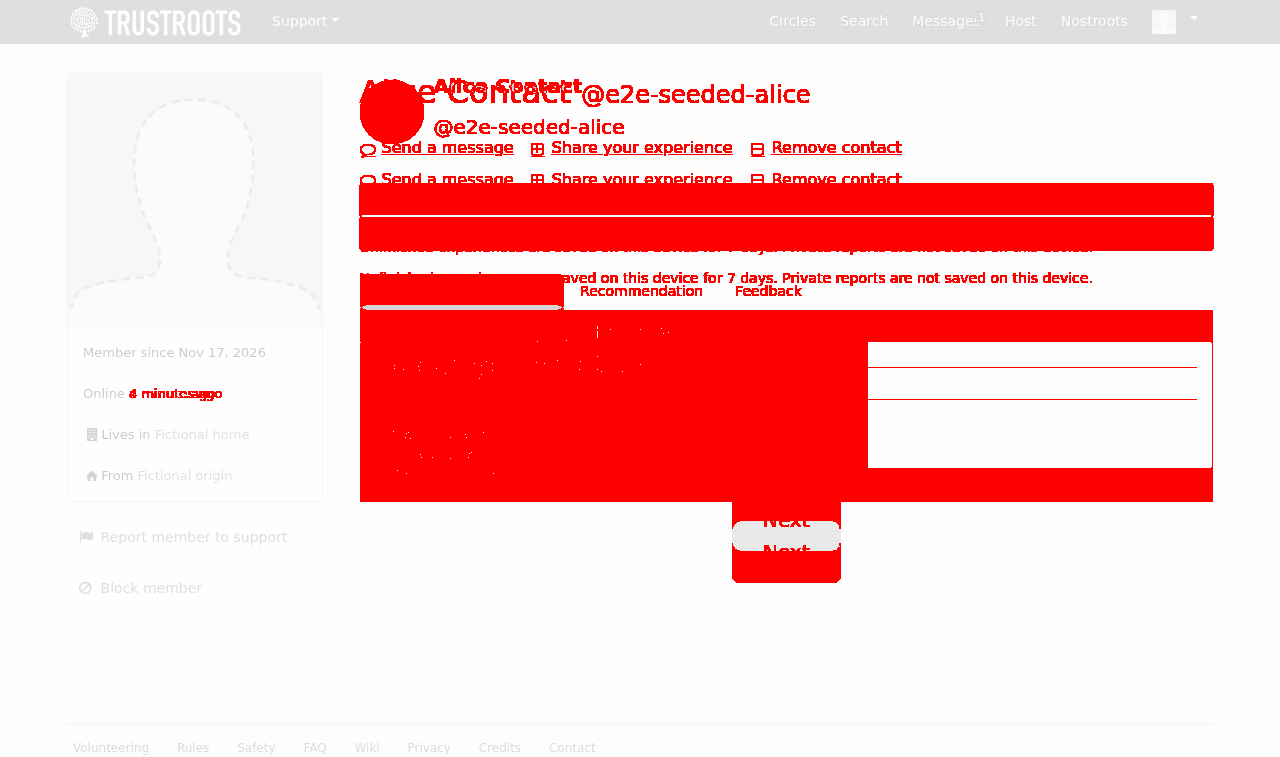 TRUSTROOTS Support Circles Search Messages 1 Host Nostroots
Alice Contact
Contact @e2e-seeded-alice
@e2e-seeded-alice
Send a message Share your experience Remove contact
Send a message Share your experience Remove contact
saved on this device for 7 days. Private reports are not saved on this device.
Recommendation Feedback
Member since Nov 17, 2026
Online 4 minutes ago
Lives in Fictional home
From Fictional origin
Next
Next
Report member to support
Block member
Volunteering · Rules · Safety · FAQ · Wiki · Privacy · Credits · Contact